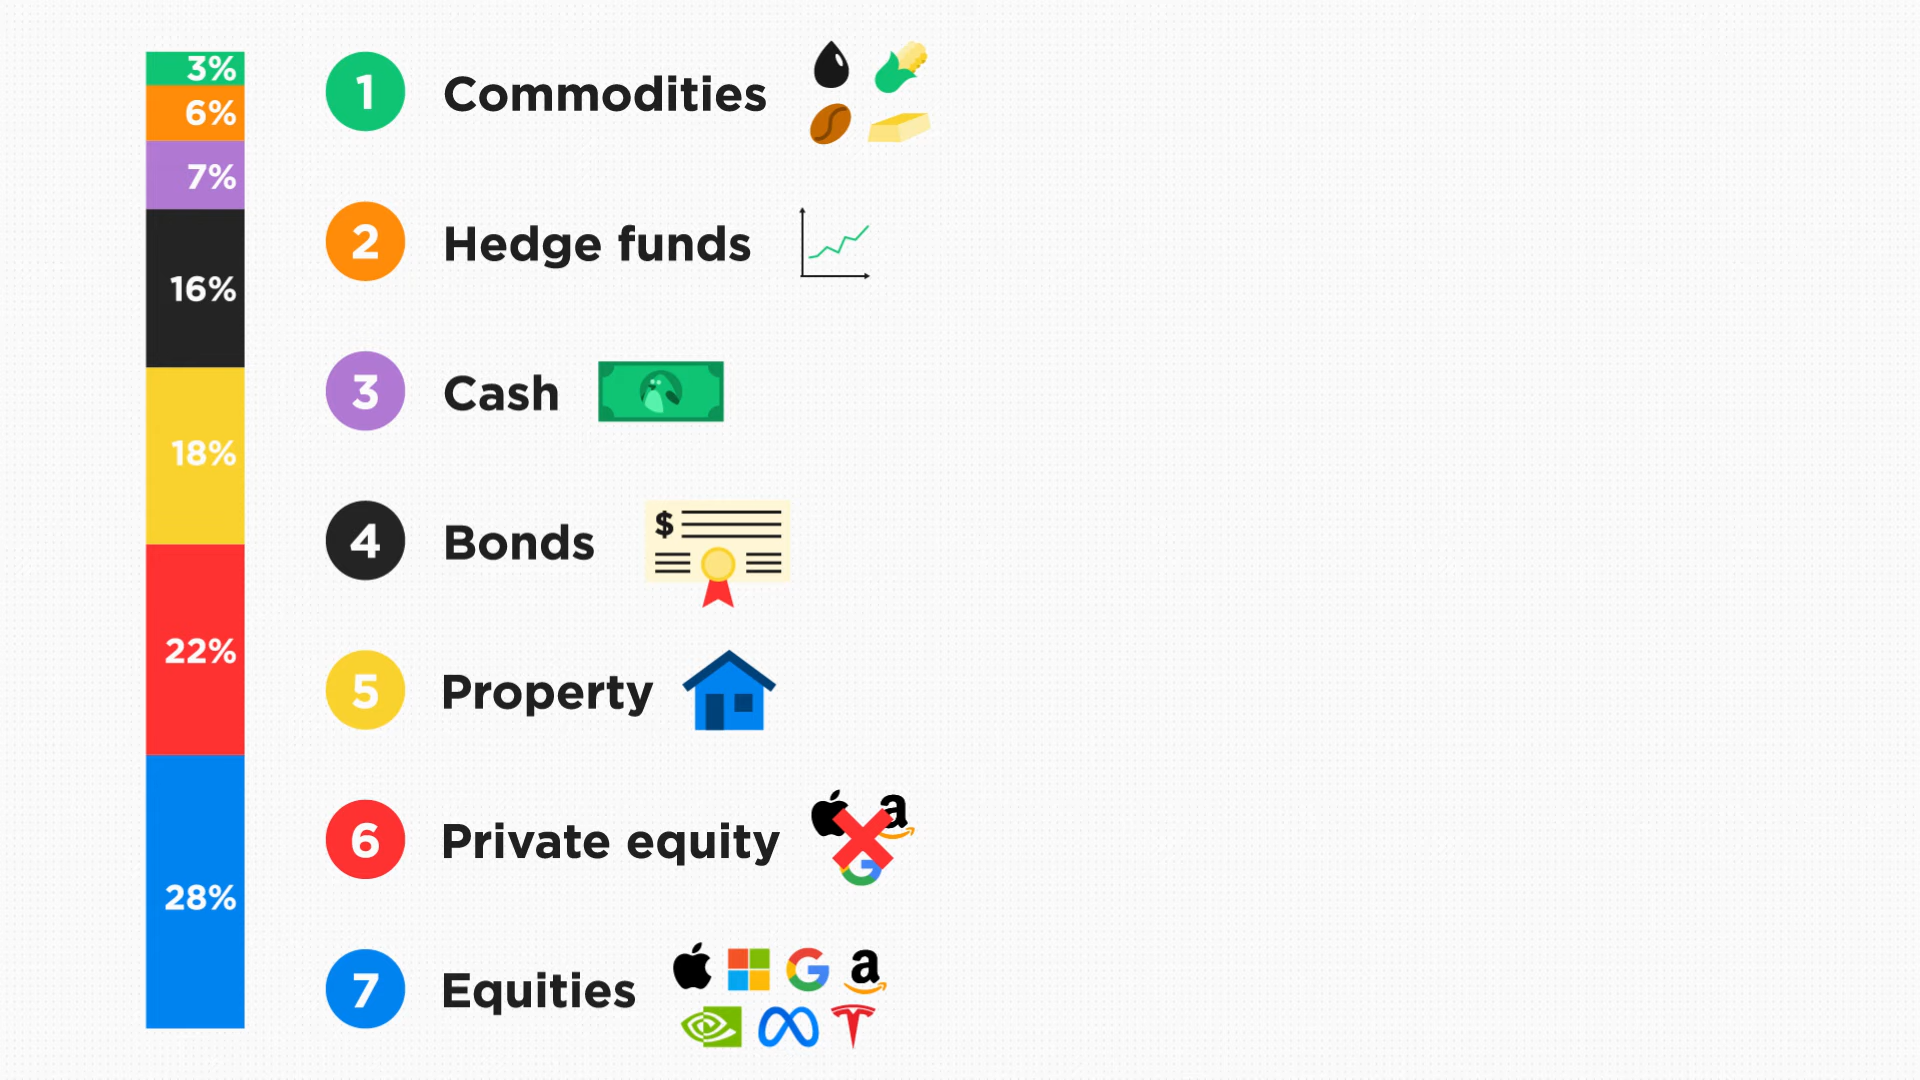 3%
6%
7%
16%
18%
22%
28%
1 Commodities
2 Hedge funds
3 Cash
4 Bonds
$
5 Property
6 Private equity
a
G
7 Equities
G a